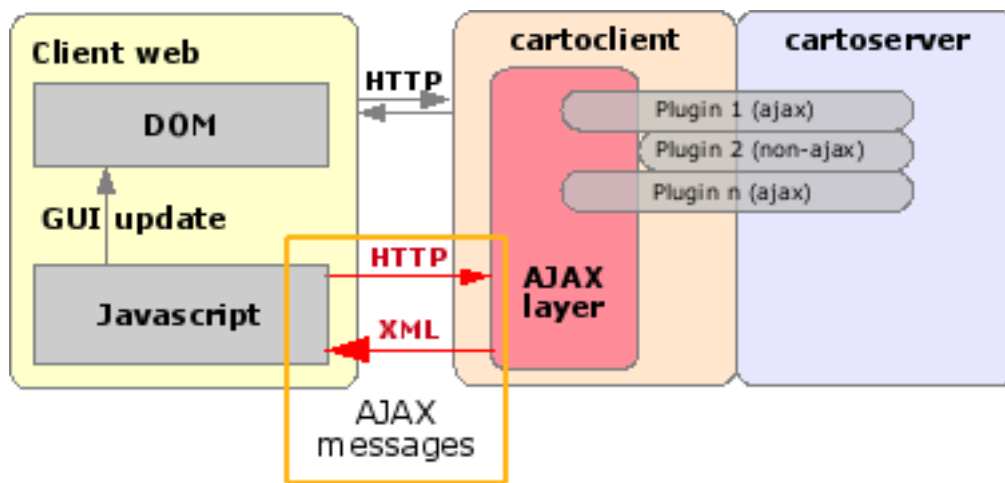 Client web
DOM
GUI update
Javascript
HTTP
HTTP
XML
AJAX
messages
cartoclient
AJAX
layer
cartoserver
Plugin 1 (ajax)
Plugin 2 (non-ajax)
Plugin n (ajax)